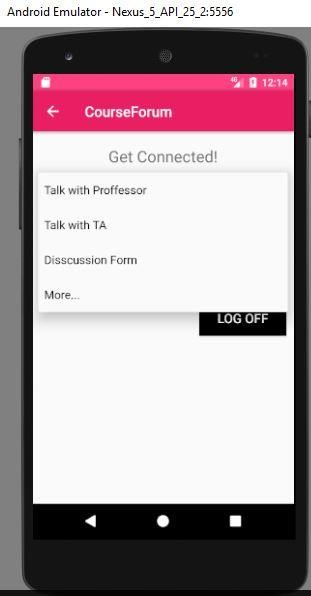 Android Emulator - Nexus_5_API_25_2:5556
4G 12:14
CourseForum
Get Connected!
Talk with Proffessor
Talk with TA
Disscussion Form
More...
LOG OFF